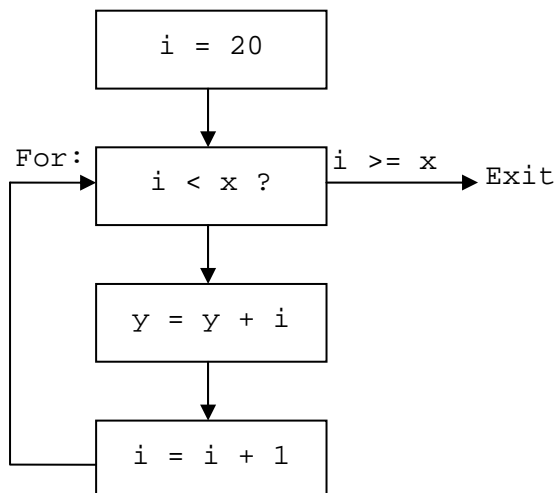 i = 20
For:
i < x ?
i >= x
Exit
y = y + i
i = i + 1